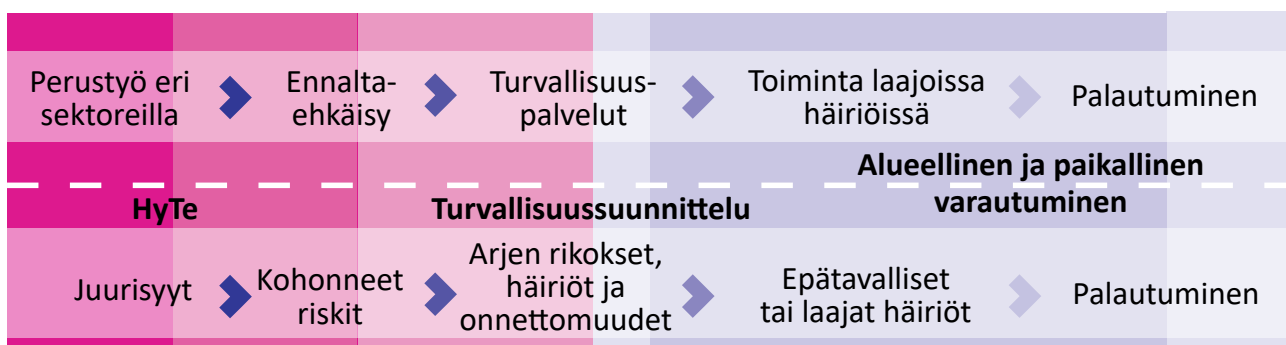 Perustyö eri
sektoreilla
Ennalta-
ehkäisy
Turvallisuus-
palvelut
Toiminta laajoissa
häiriöissä
Palautuminen
HyTe
Turvallisuussuunnittelu
Alueellinen ja paikallinen
varautuminen
Juurisyyt
Kohonneet
riskit
Arjen rikokset,
häiriöt ja
onnettomuudet
Epätavalliset
tai laajat häiriöt
Palautuminen